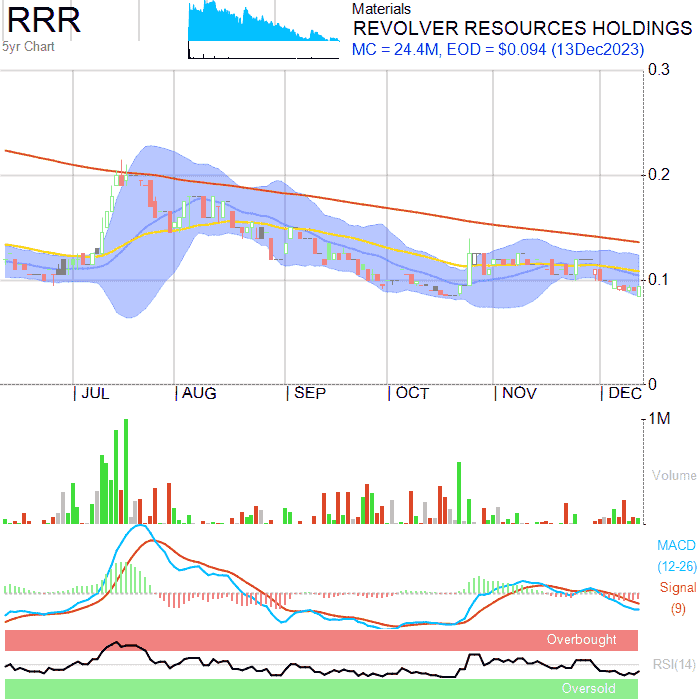 RRR
5yr Chart
Materials
REVOLVER RESOURCES HOLDINGS
MC = 24.4M, EOD = $0.094 (13Dec2023)
0.3
0.2
0.1
0
| JUL | AUG | SEP | OCT | NOV | DEC
1M
Volume
MACD
(12-26)
Signal
(9)
Overbought
RSI(14)
Oversold